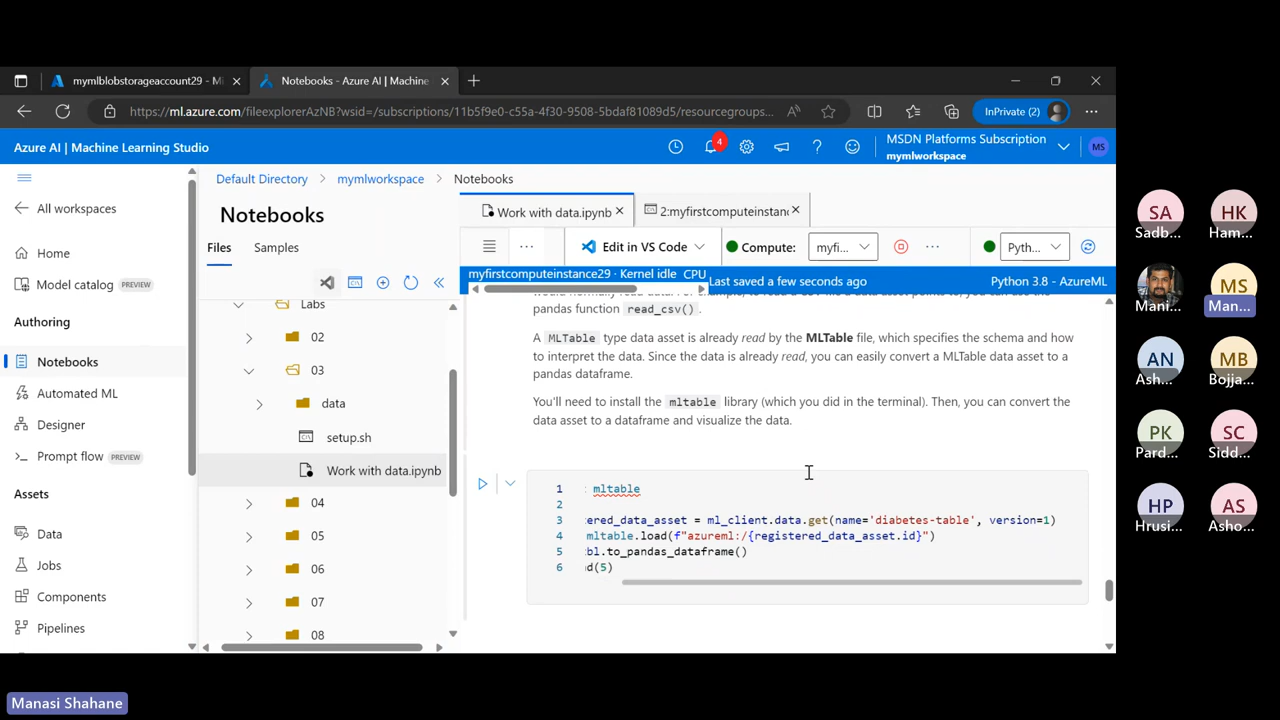 mymlblobstorageaccount29 - Mi
Notebooks - Azure AI | Machine
https://ml.azure.com/fileexplorerAzNB?wsid=/subscriptions/11b5f9e0-c55a-4f30-9508-5bdaf81089d5/resourcegroups...
InPrivate (2)
Azure AI | Machine Learning Studio
4
MSDN Platforms Subscription
mymlworkspace
MS
All workspaces
Home
Model catalog PREVIEW
Authoring
Notebooks
Automated ML
Designer
Prompt flow PREVIEW
Assets
Data
Jobs
Components
Pipelines
Default Directory
mymlworkspace
Notebooks
Notebooks
Files
Samples
Labs
02
03
data
setup.sh
Work with data.ipynb
04
05
06
07
08
Work with data.ipynb
2:myfirstcomputeinstanc
Edit in VS Code
Compute:
myfi...
Pyth...
myfirstcomputeinstance29 · Kernel idle CPU
Last saved a few seconds ago
Python 3.8 - AzureML
pandas function read_csv().
A MLTable type data asset is already read by the MLTable file, which specifies the schema and how
to interpret the data. Since the data is already read, you can easily convert a MLTable data asset to a
pandas dataframe.
You'll need to install the mltable library (which you did in the terminal). Then, you can convert the
data asset to a dataframe and visualize the data.
1 mltable
2
3 ered_data_asset = ml_client.data.get(name='diabetes-table', version=1)
4 mltable.load(f"azureml:/{registered_data_asset.id}")
5 bl.to_pandas_dataframe()
6 d(5)
SA
Sadb...
HK
Ham...
Mani...
MS
Man...
AN
Ash...
MB
Bojja...
PK
Pard...
SC
Sidd...
HP
Hrusi...
AS
Asho...
Manasi Shahane